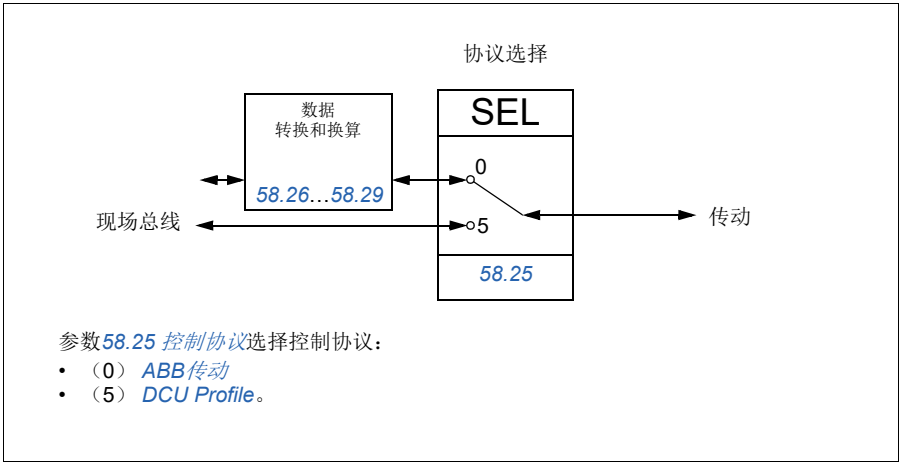 协议选择
数据
转换和换算
58.26…58.29
SEL
0
5
58.25
现场总线
传动
参数58.25 控制协议选择控制协议：
• （0） ABB传动
• （5） DCU Profile。